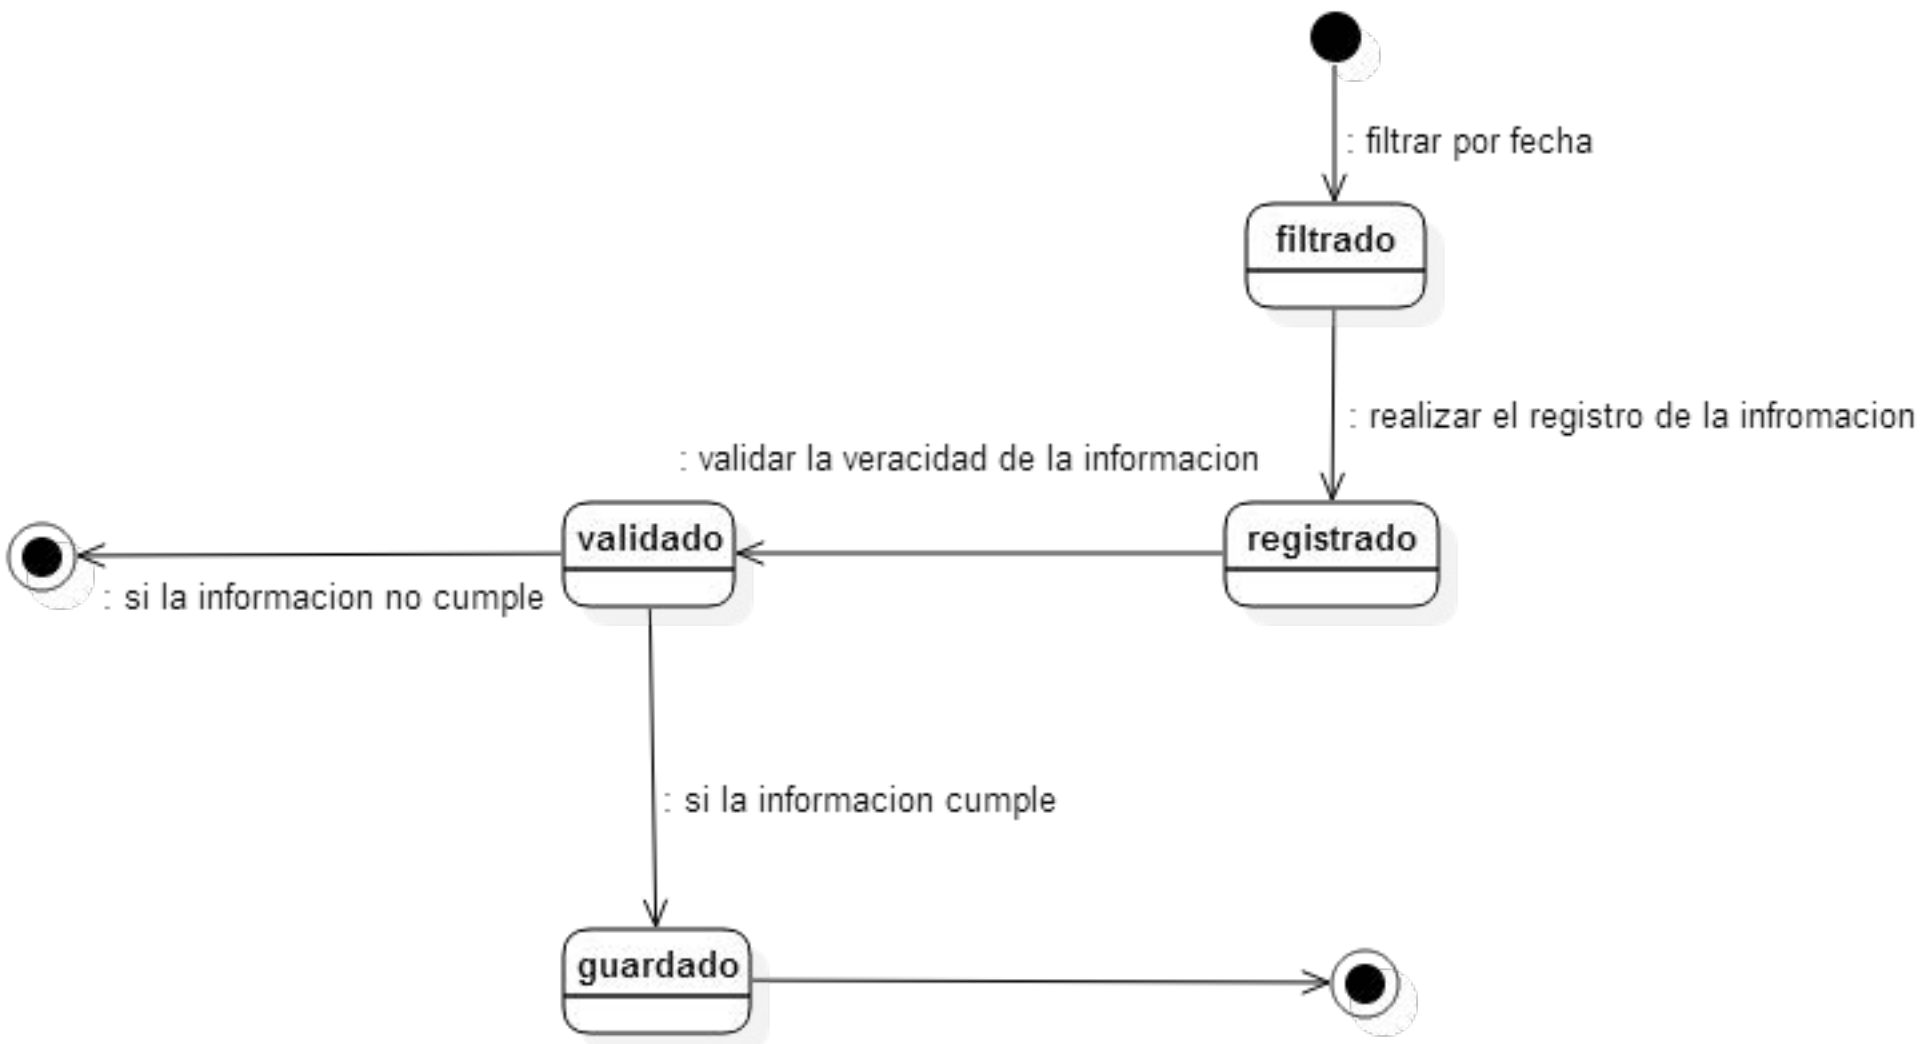 : filtrar por fecha
filtrado
: realizar el registro de la infromacion
: validar la veracidad de la informacion
validado
registrado
: si la informacion no cumple
: si la informacion cumple
guardado